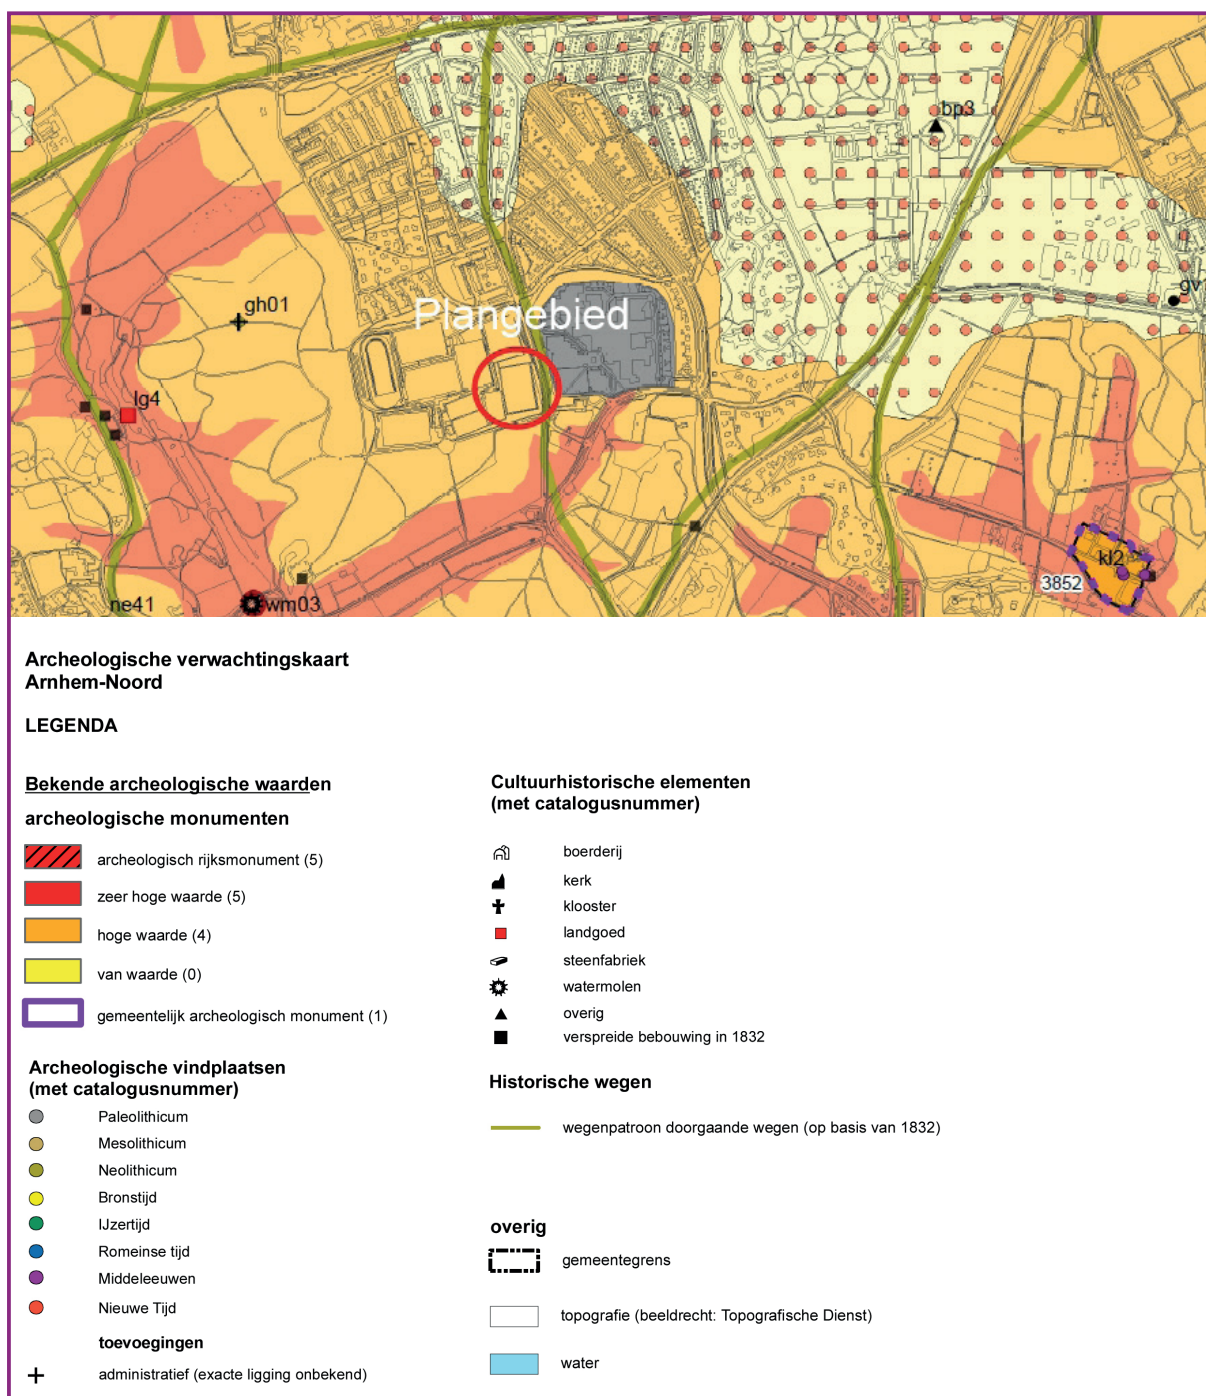 bp3
gh01
Plangebied
gv
lg4
kl2
3852
ne41
wm03
Archeologische verwachtingskaart
Arnhem-Noord
LEGENDA
Bekende archeologische waarden
archeologische monumenten
archeologisch rijksmonument (5)
zeer hoge waarde (5)
hoge waarde (4)
van waarde (0)
gemeentelijk archeologisch monument (1)
Archeologische vindplaatsen
(met catalogusnummer)
Paleolithicum
Mesolithicum
Neolithicum
Bronstijd
IJzertijd
Romeinse tijd
Middeleeuwen
Nieuwe Tijd
toevoegingen
administratief (exacte ligging onbekend)
Cultuurhistorische elementen
(met catalogusnummer)
boerderij
kerk
klooster
landgoed
steenfabriek
watermolen
overig
verspreide bebouwing in 1832
Historische wegen
wegenpatroon doorgaande wegen (op basis van 1832)
overig
gemeentegrens
topografie (beeldrecht: Topografische Dienst)
water